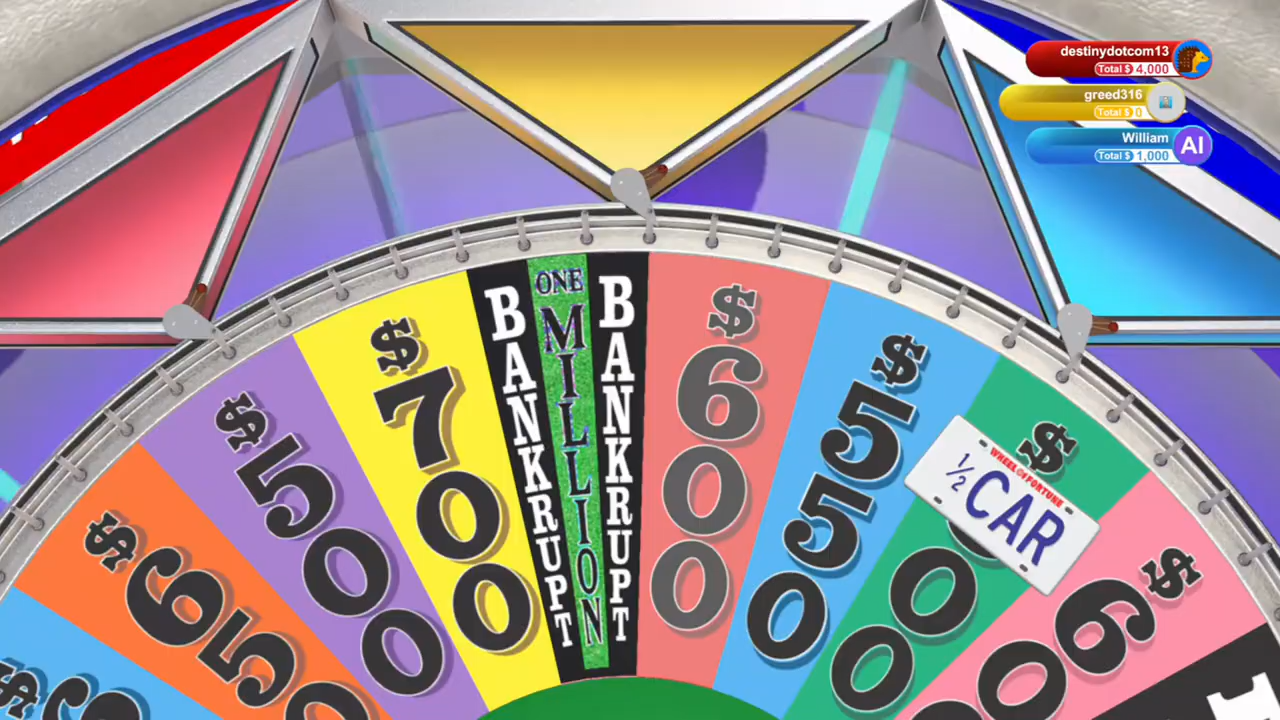 destinydotcom13
Total $ 4,000
greed316
Total $ 0
William
Total $ 1,000
AI
$650
$500
$700
BANKRUPT
ONE MILLION
BANKRUPT
$600
$550
$
00
WHEEL OF FORTUNE
½ CAR
$